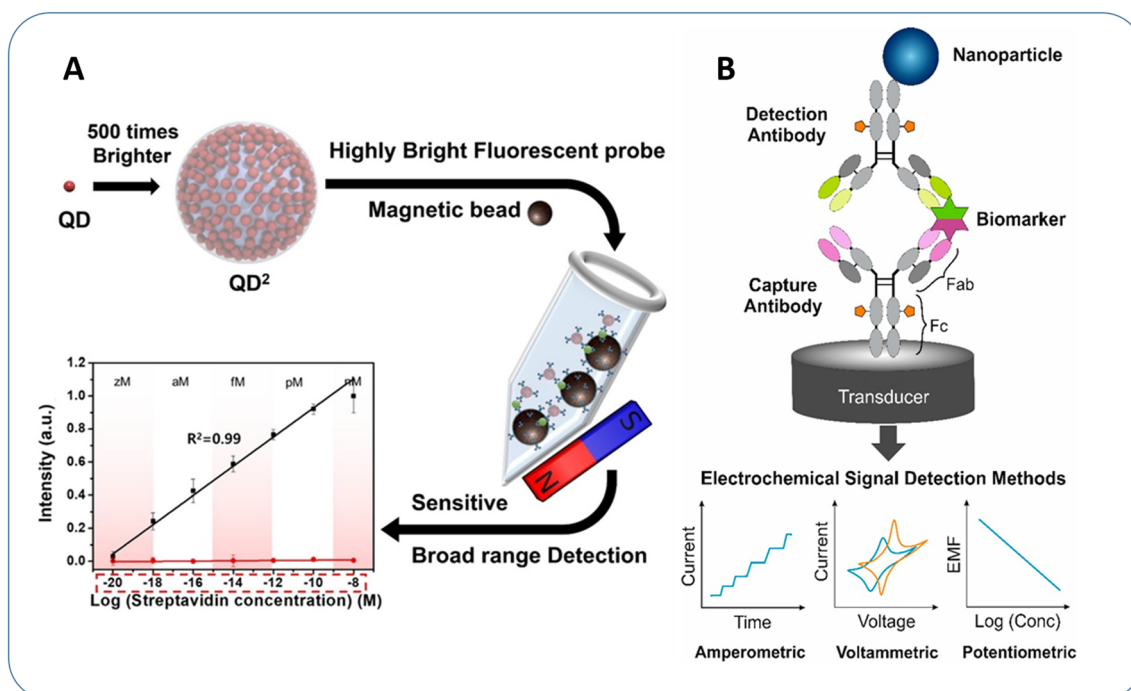 A
500 times
Brighter
QD
QD²
Highly Bright Fluorescent probe
Magnetic bead
S
N
Sensitive
Broad range Detection
zM aM fM pM nM
1.2
1.0
0.8
0.6
0.4
0.2
0.0
R²=0.99
Intensity (a.u.)
-20 -18 -16 -14 -12 -10 -8
Log (Streptavidin concentration) (M)
B
Nanoparticle
Detection
Antibody
Biomarker
Capture
Antibody
Fab
Fc
Transducer
Electrochemical Signal Detection Methods
Current
Time
Amperometric
Current
Voltage
Voltammetric
EMF
Log (Conc)
Potentiometric